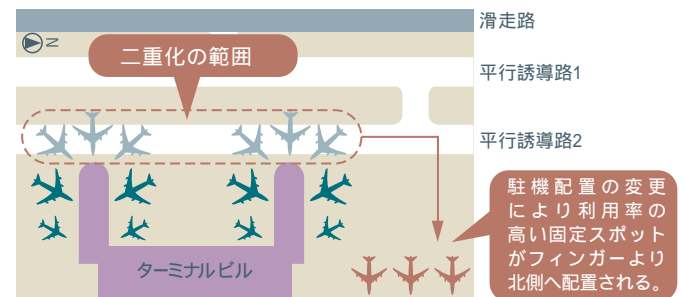 滑走路
N
二重化の範囲
平行誘導路1
平行誘導路2
駐機配置の変更
により利用率の
高い固定スポット
がフィンガーより
北側へ配置される。
ターミナルビル